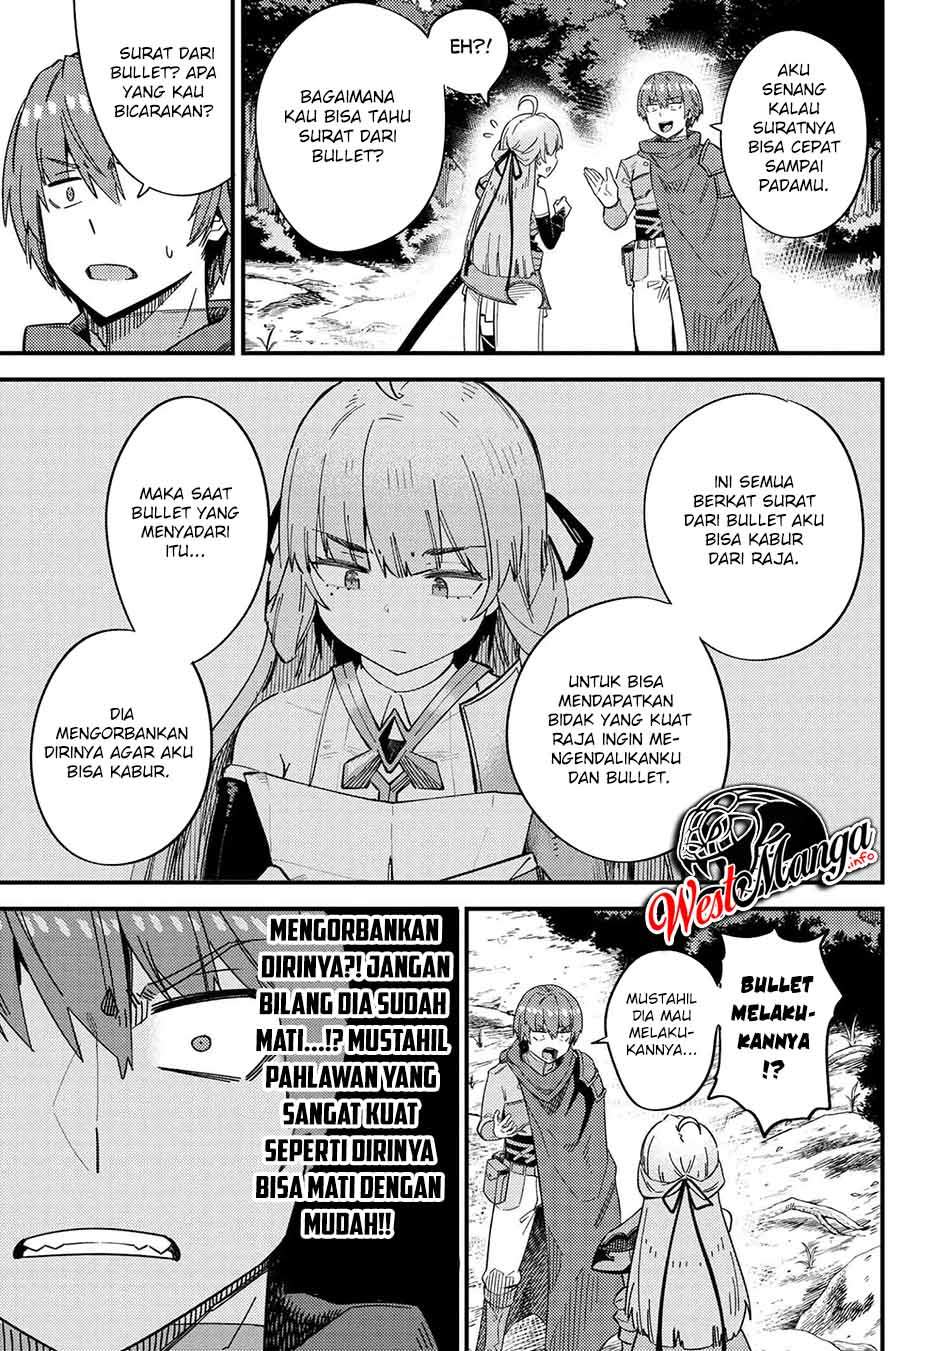 AKU
SENANG
KALAU
SURATNYA
BISA CEPAT
SAMPAI
PADAMU.
EH?!
BAGAIMANA
KAU BISA TAHU
SURAT DARI
BULLET?
SURAT DARI
BULLET? APA
YANG KAU
BICARAKAN?
INI SEMUA
BERKAT SURAT
DARI BULLET AKU
BISA KABUR
DARI RAJA.
UNTUK BISA
MENDAPATKAN
BIDAK YANG KUAT
RAJA INGIN ME-
NGENDALIKANKU
DAN BULLET.
MAKA SAAT
BULLET YANG
MENYADARI
ITU...
DIA
MENGORBANKAN
DIRINYA AGAR AKU
BISA KABUR.
WestManga
.info
BULLET
MELAKU-
KANNYA
!?
MUSTAHIL
DIA MAU
MELAKU-
KANNYA...
MENGORBANKAN
DIRINYA?! JANGAN
BILANG DIA SUDAH
MATI...!? MUSTAHIL
PAHLAWAN YANG
SANGAT KUAT
SEPERTI DIRINYA
BISA MATI DENGAN
MUDAH!!